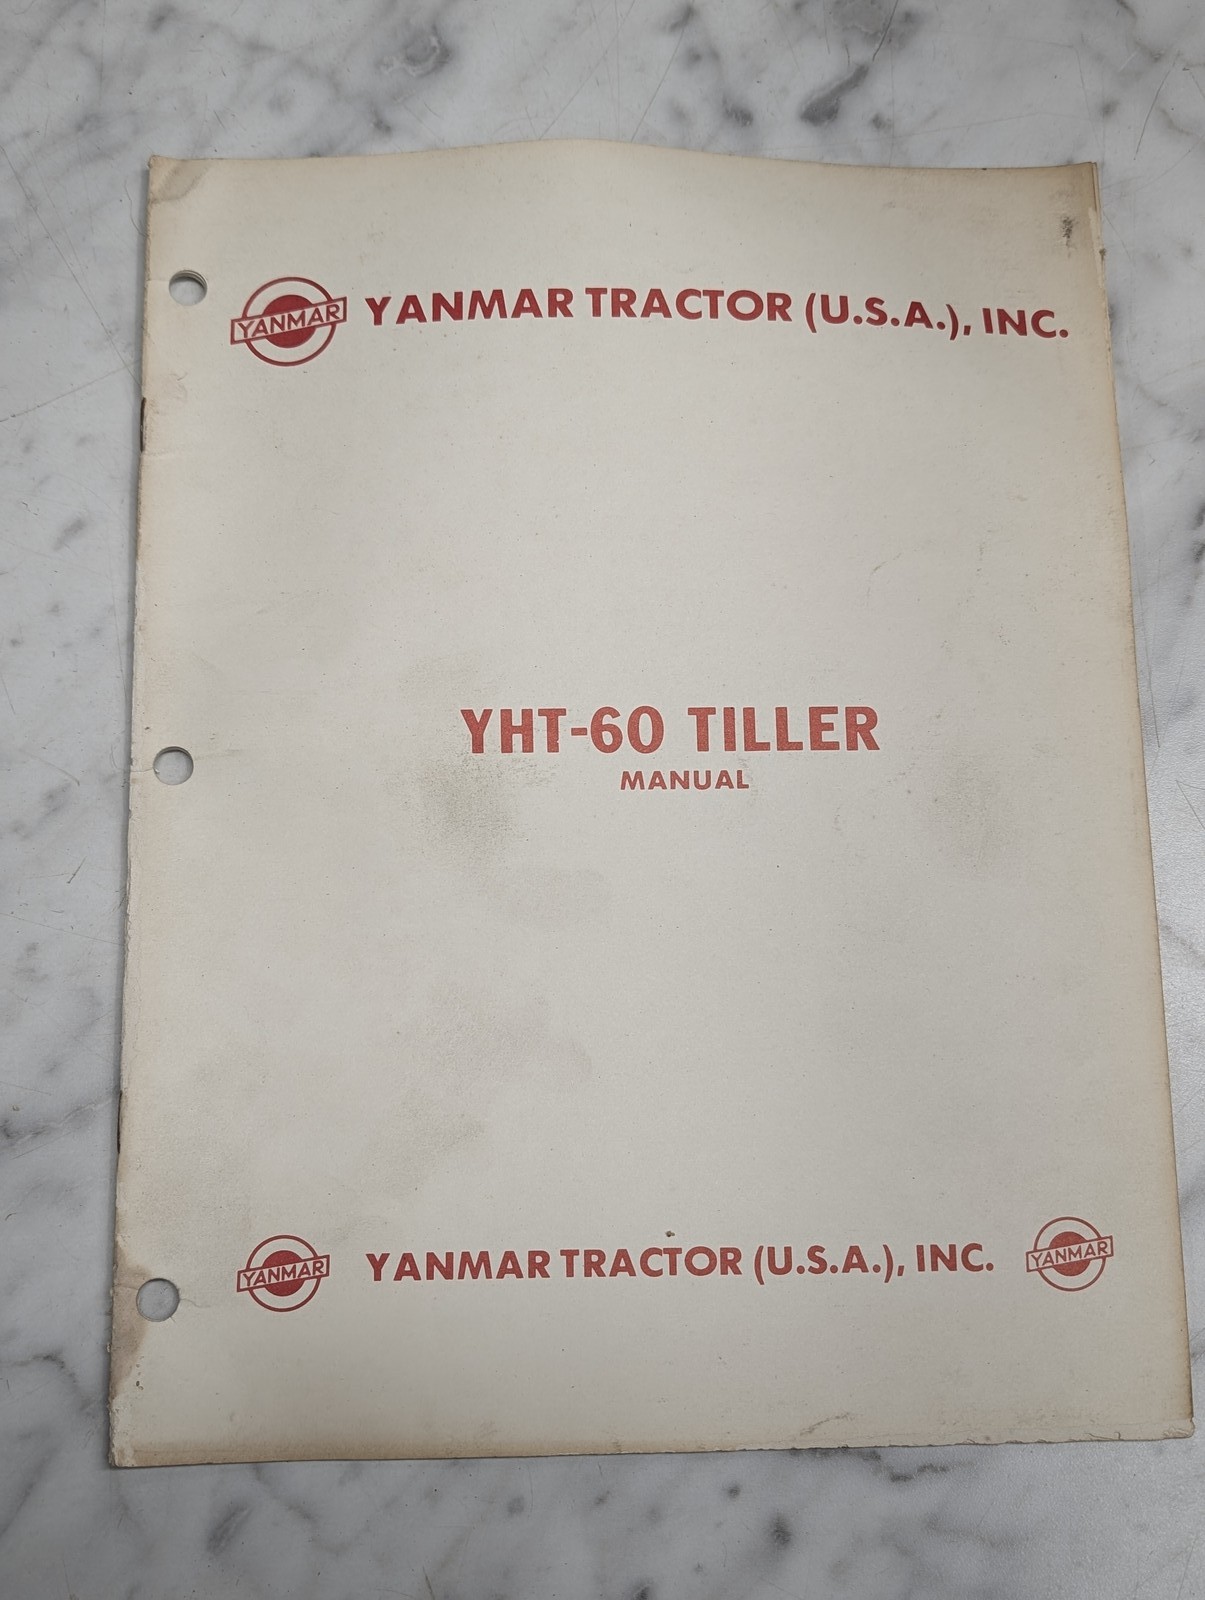 YANMAR YANMAR TRACTOR (U.S.A.), INC.
YHT-60 TILLER
MANUAL
YANMAR YANMAR TRACTOR (U.S.A.), INC. YANMAR